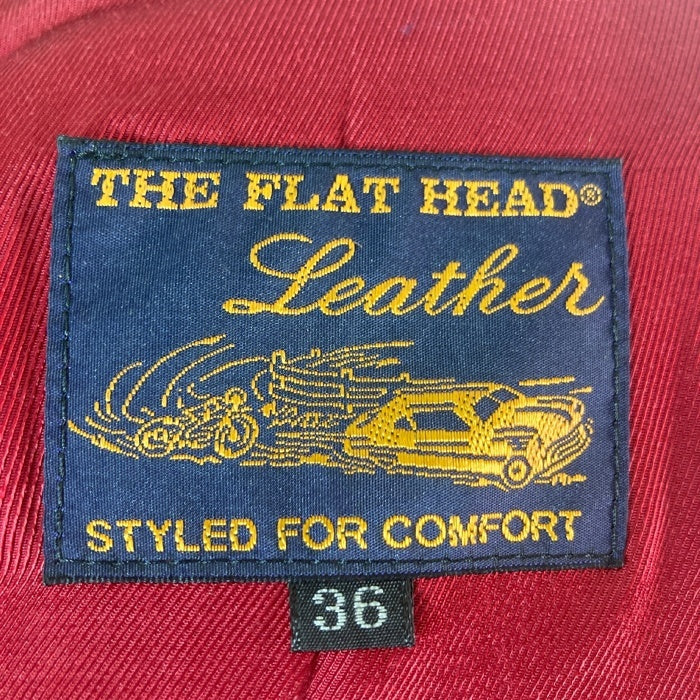 THE FLAT HEAD®
Leather
STYLED FOR COMFORT
36